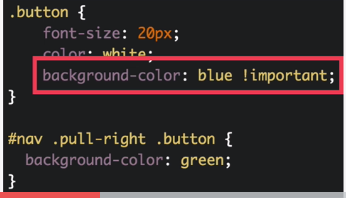 .button {
font-size: 20px;
color: white;
background-color: blue !important;
}
#nav .pull-right .button {
background-color: green;
}